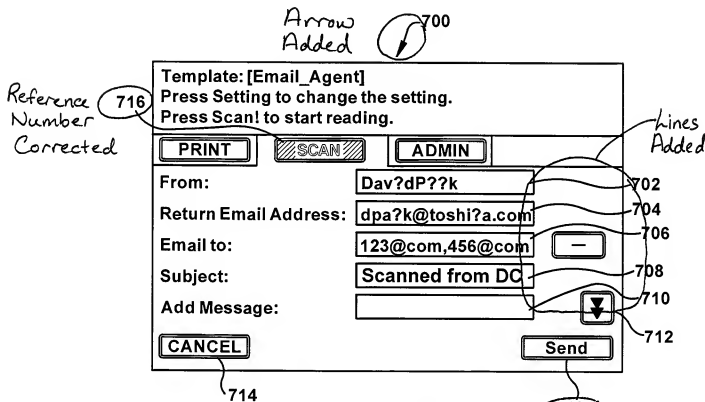 Arrow
Added
700
Template: [Email_Agent]
Press Setting to change the setting.
Press Scan! to start reading.
Reference
Number
Corrected
716
Lines
Added
PRINT
SCAN
ADMIN
From:
Dav?dP??k
702
Return Email Address:
dpa?k@toshi?a.com
704
Email to:
123@com,456@com
706
Subject:
Scanned from DC
708
Add Message:
710
712
CANCEL
Send
714